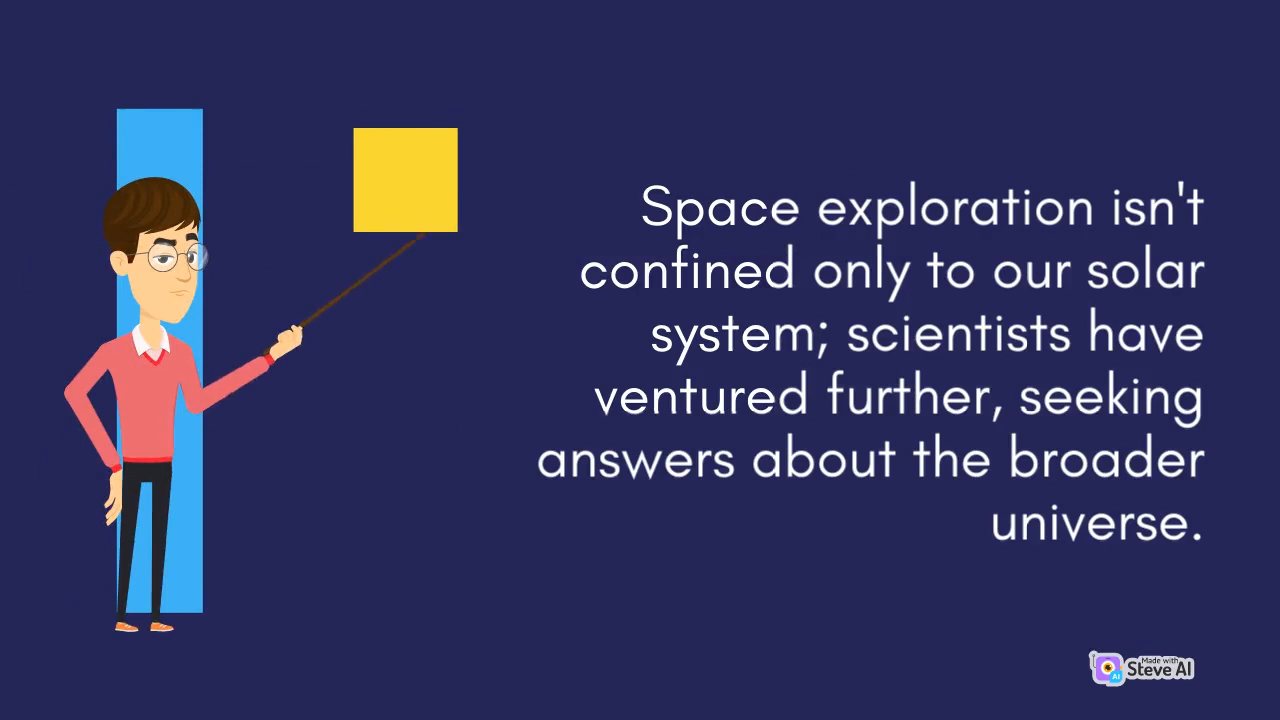 Space exploration isn't
confined only to our solar
system; scientists have
ventured further, seeking
answers about the broader
universe.
Made with
Steve AI
AI